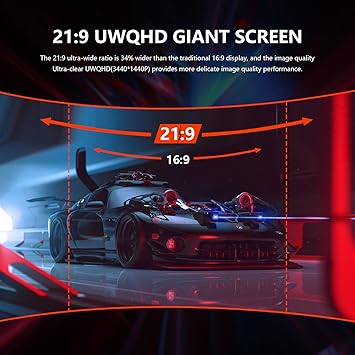 21:9 UWQHD GIANT SCREEN
The 21:9 ultra-wide ratio is 34% wider than the traditional 16:9 display, and the image quality
Ultra-clear UWQHD(3440*1440P) provides more delicate image quality performance.
21:9
16:9